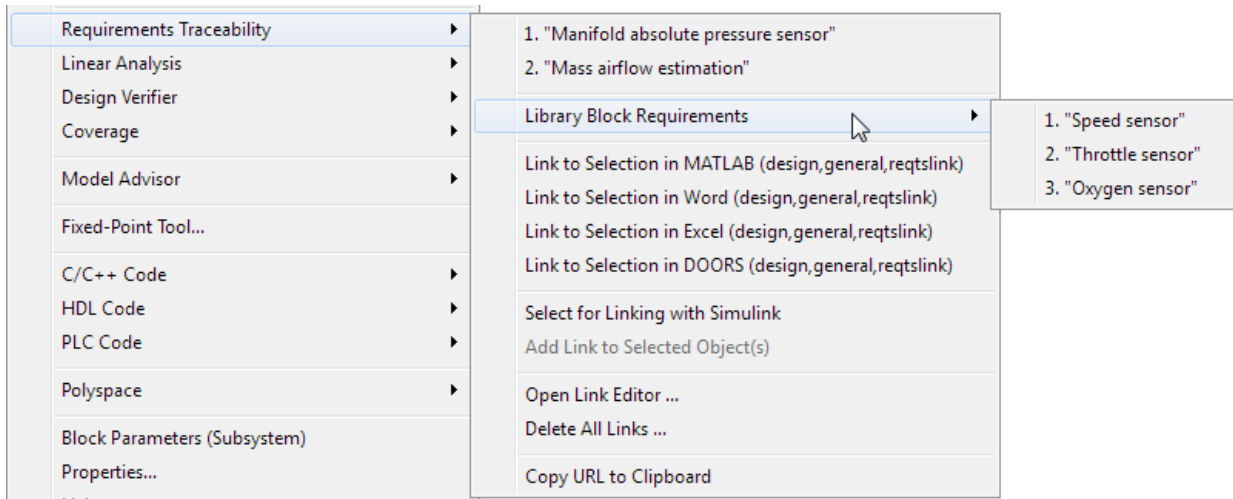 Requirements Traceability
Linear Analysis
Design Verifier
Coverage
Model Advisor
Fixed-Point Tool...
C/C++ Code
HDL Code
PLC Code
Polyspace
Block Parameters (Subsystem)
Properties...
1. "Manifold absolute pressure sensor"
2. "Mass airflow estimation"
Library Block Requirements
Link to Selection in MATLAB (design,general,reqtslink)
Link to Selection in Word (design,general,reqtslink)
Link to Selection in Excel (design,general,reqtslink)
Link to Selection in DOORS (design,general,reqtslink)
Select for Linking with Simulink
Add Link to Selected Object(s)
Open Link Editor ...
Delete All Links ...
Copy URL to Clipboard
1. "Speed sensor"
2. "Throttle sensor"
3. "Oxygen sensor"